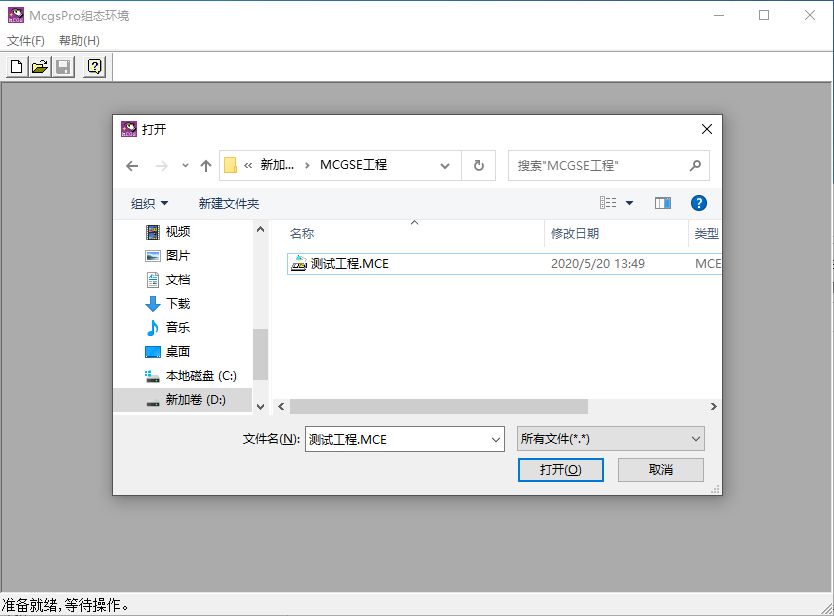 McgsPro组态环境
文件(F) 帮助(H)
打开
« 新加... › MCGSE工程
搜索"MCGSE工程"
组织 新建文件夹
视频
图片
文档
下载
音乐
桌面
本地磁盘 (C:)
新加卷 (D:)
名称 修改日期 类型
测试工程.MCE 2020/5/20 13:49 MCE
文件名(N): 测试工程.MCE 所有文件(*.*)
打开(O) 取消
准备就绪,等待操作。